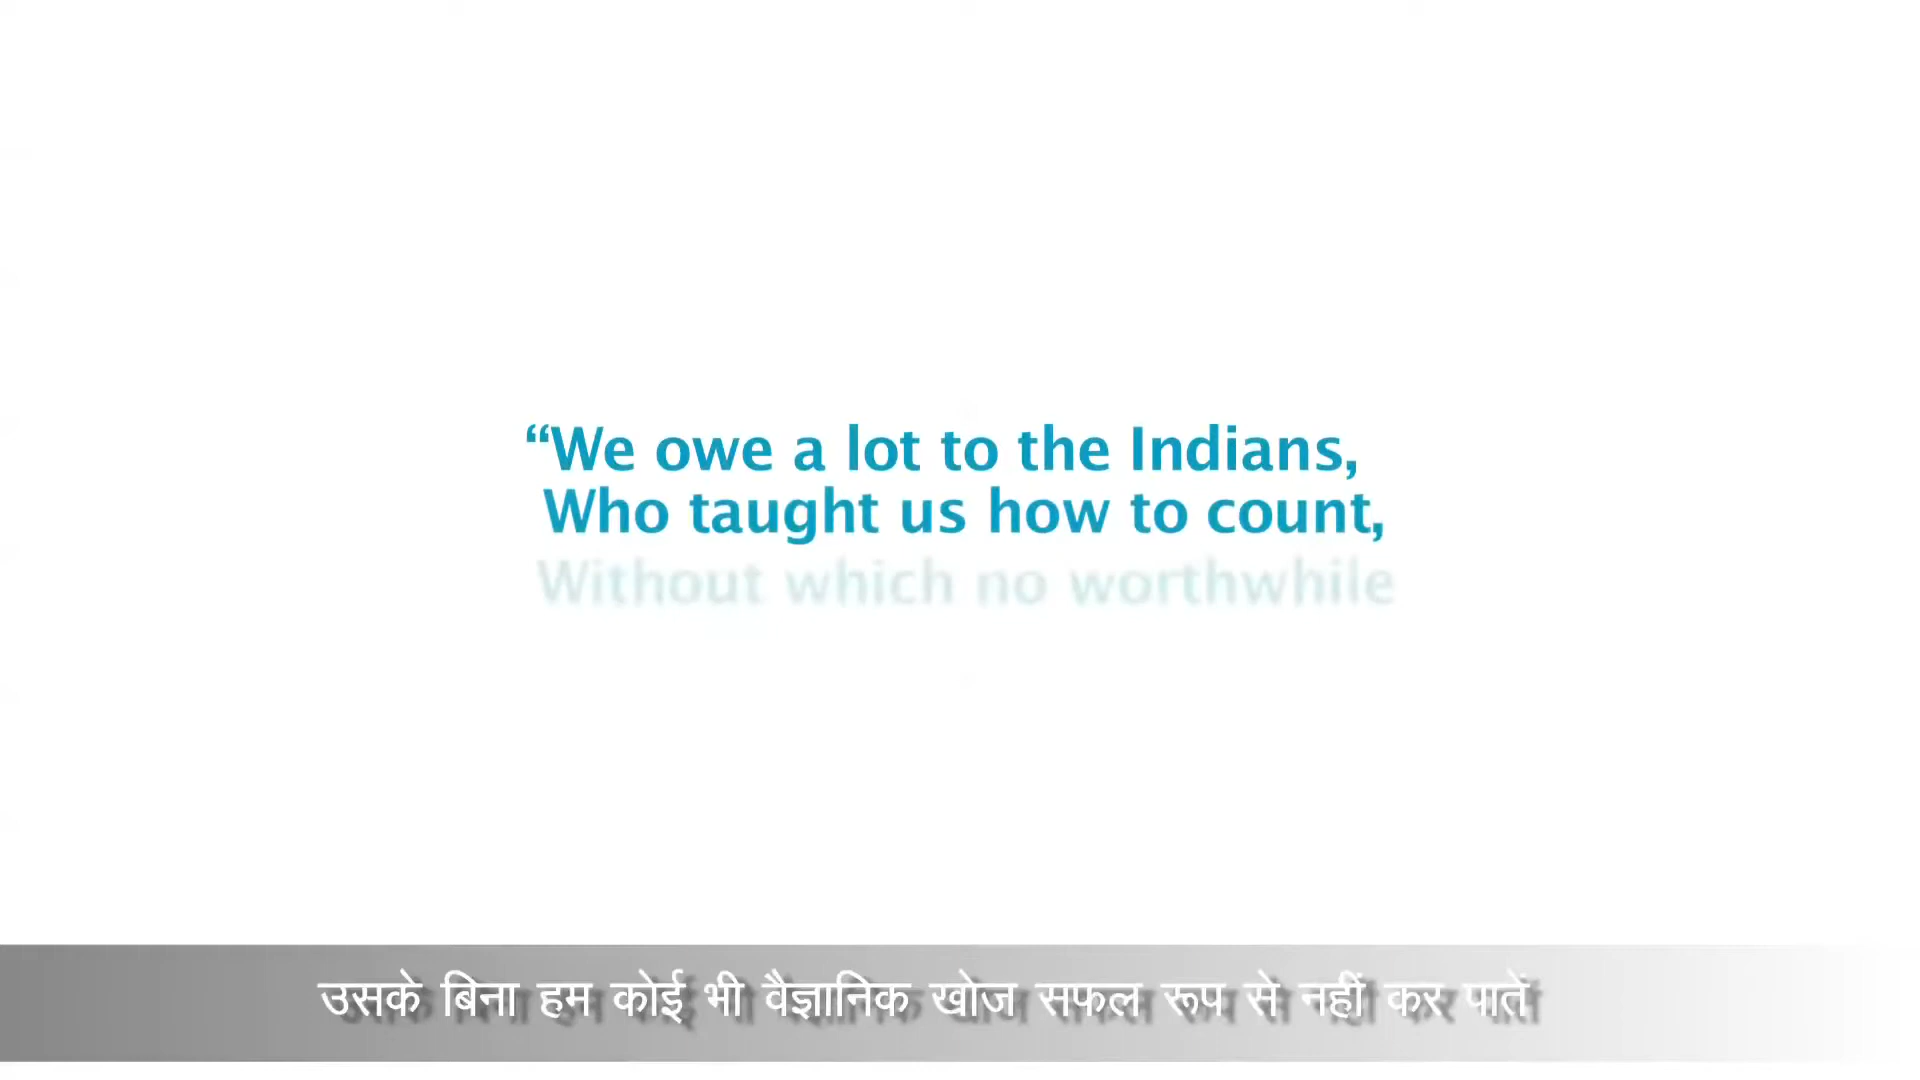 “We owe a lot to the Indians,
Who taught us how to count,
Without which no worthwhile
उसके बिना हम कोई भी वैज्ञानिक खोज सफल रूप से नहीं कर पातें